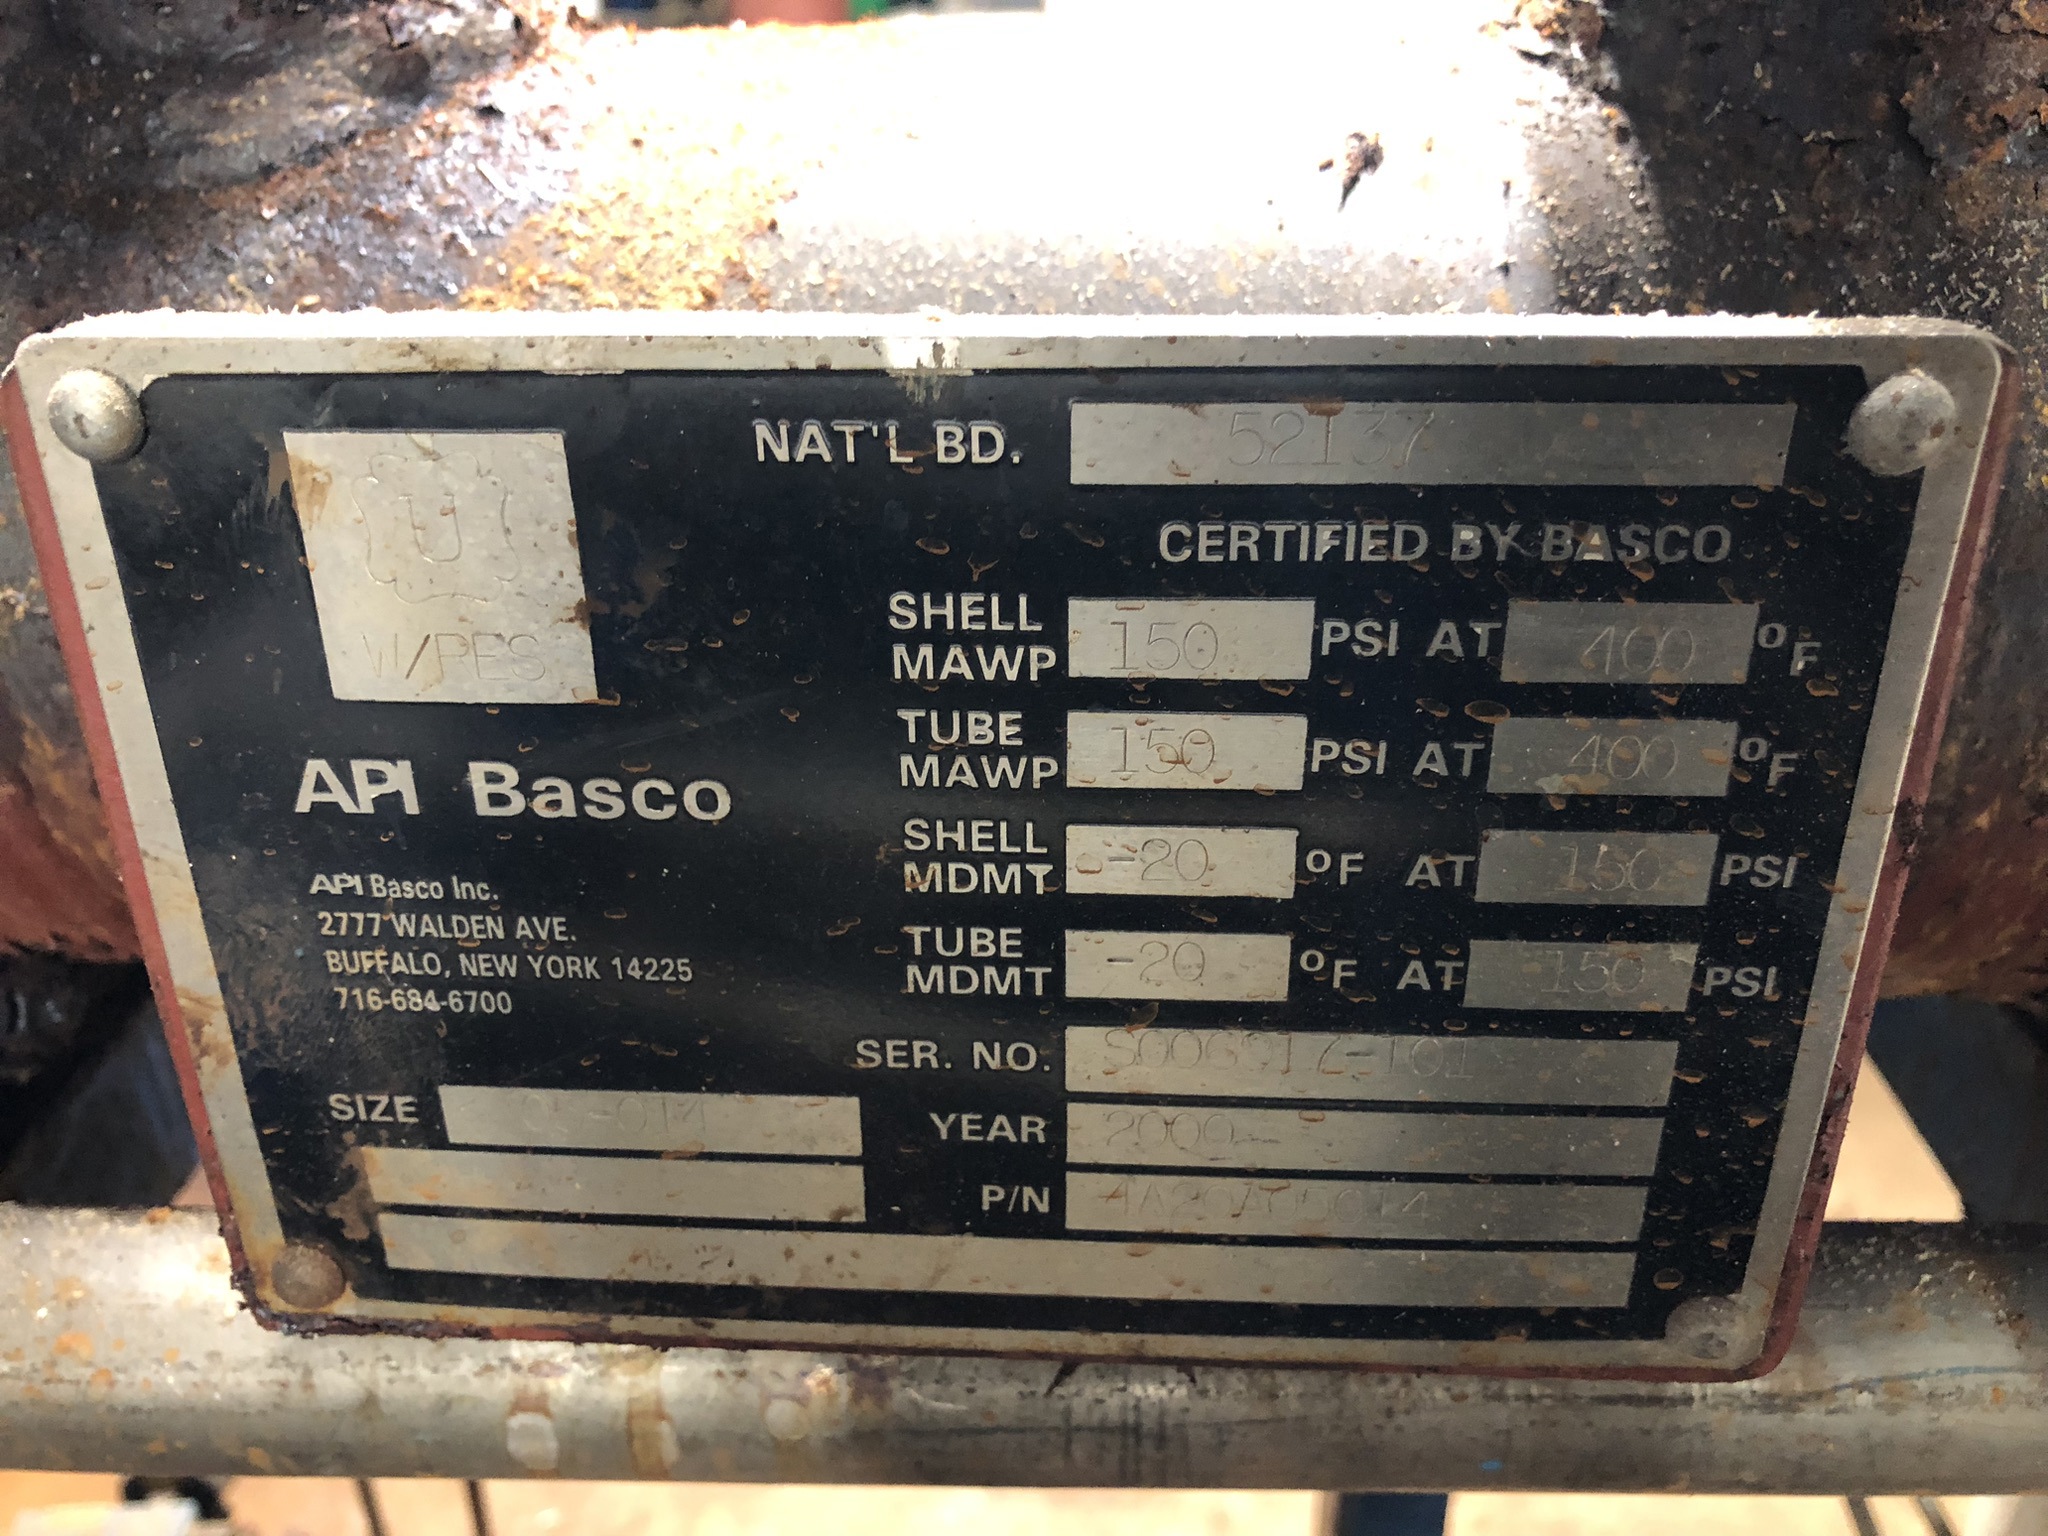 U
W/RES
NAT'L BD. 52137
CERTIFIED BY BASCO
SHELL MAWP 150 PSI AT 400 °F
TUBE MAWP 150 PSI AT 400 °F
SHELL MDMT -20 °F AT 150 PSI
TUBE MDMT -20 °F AT 150 PSI
API Basco
API Basco Inc.
2777 WALDEN AVE.
BUFFALO, NEW YORK 14225
716-684-6700
SER. NO.
SIZE
YEAR 2000
P/N